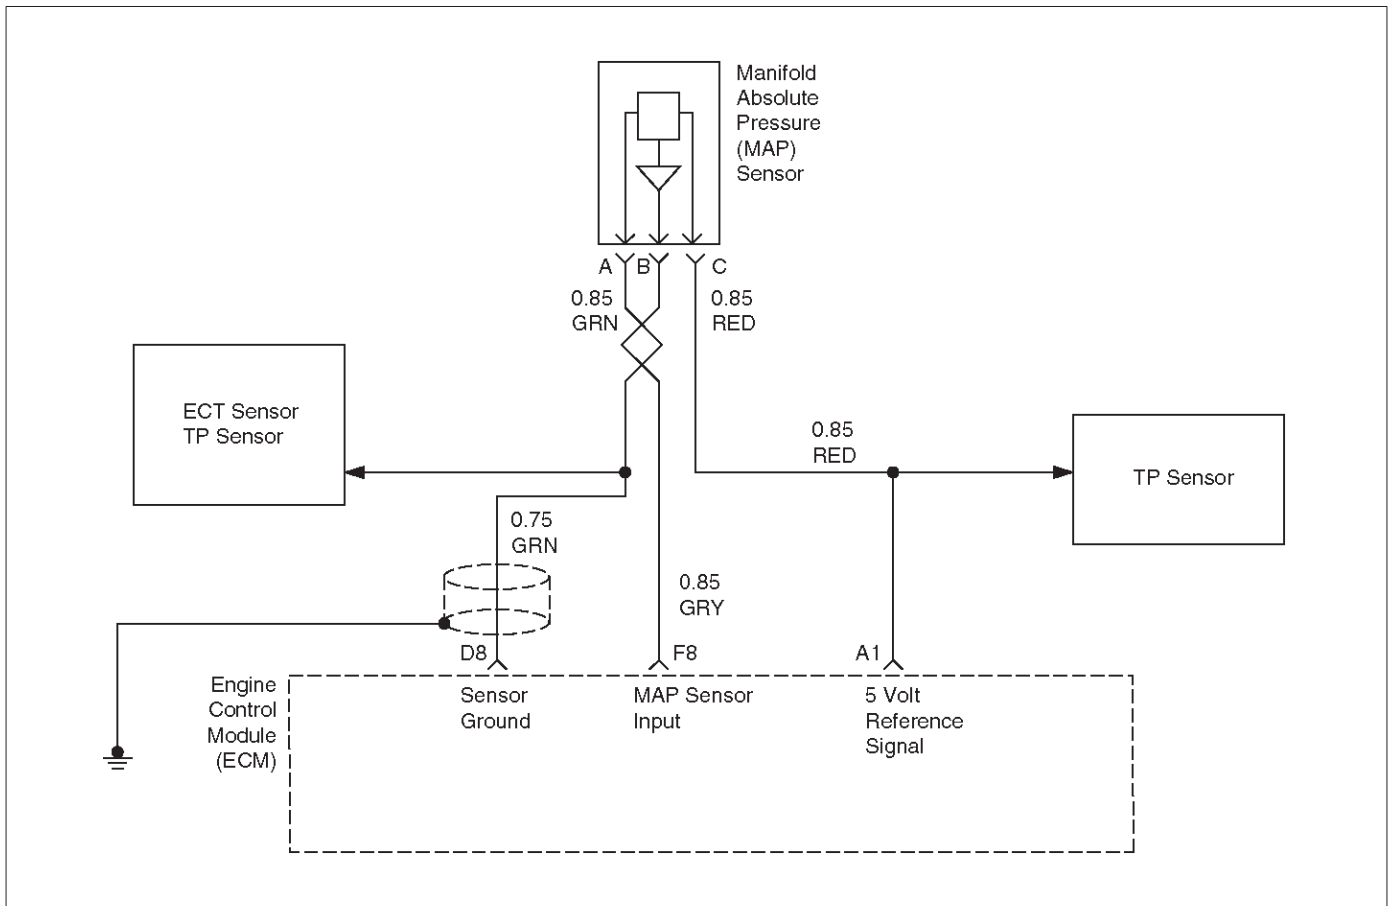 Manifold
Absolute
Pressure
(MAP)
Sensor
A
B
C
0.85
GRN
0.85
RED
ECT Sensor
TP Sensor
0.85
RED
TP Sensor
0.75
GRN
0.85
GRY
D8
F8
A1
Engine
Control
Module
(ECM)
Sensor
Ground
MAP Sensor
Input
5 Volt
Reference
Signal